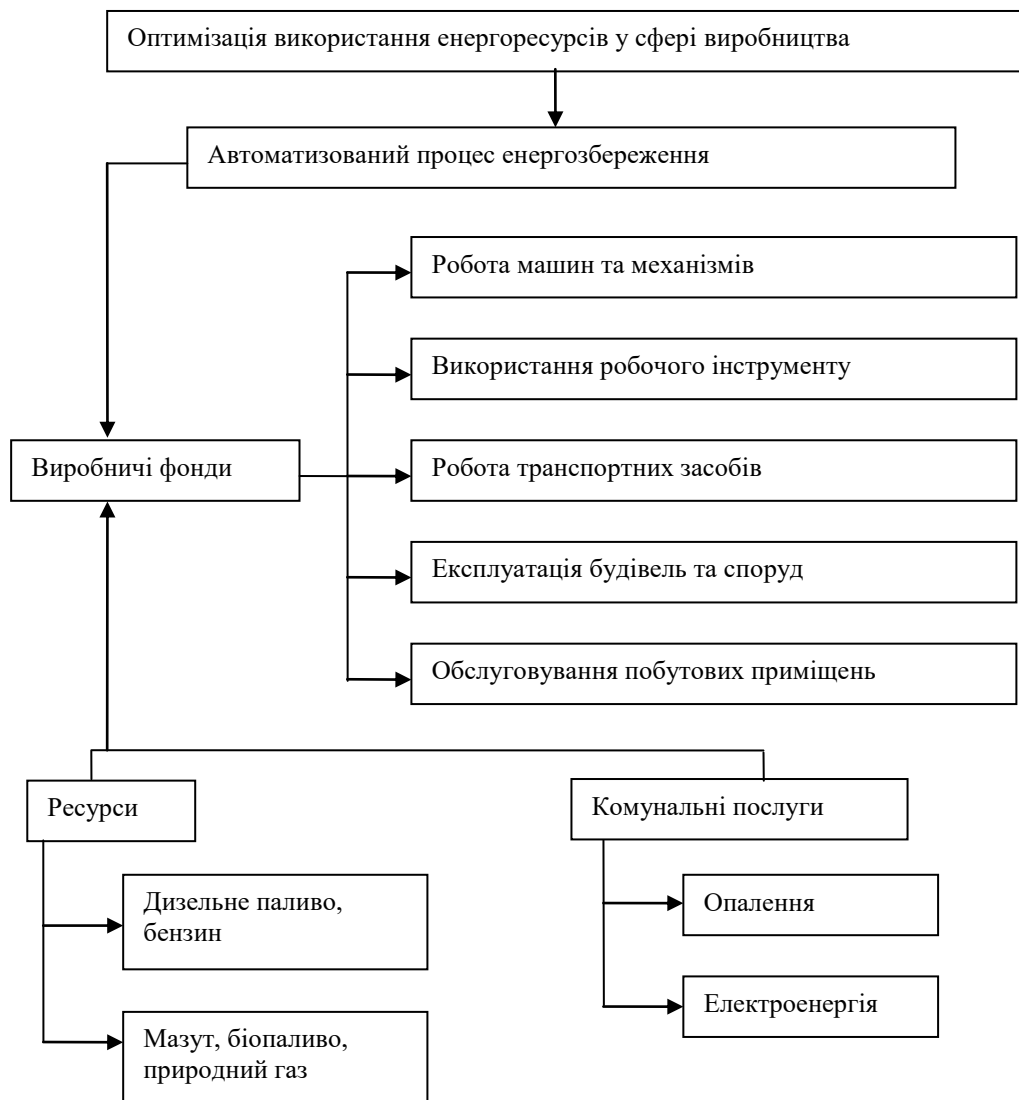 Оптимізація використання енергоресурсів у сфері виробництва
Автоматизований процес енергозбереження
Робота машин та механізмів
Використання робочого інструменту
Виробничі фонди
Робота транспортних засобів
Експлуатація будівель та споруд
Обслуговування побутових приміщень
Ресурси
Комунальні послуги
Дизельне паливо,
бензин
Опалення
Електроенергія
Мазут, біопаливо,
природний газ